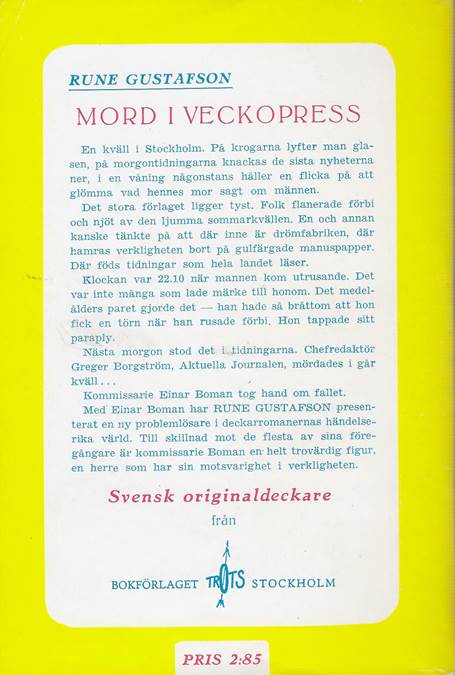 RUNE GUSTAFSON
MORD I VECKOPRESS
En kväll i Stockholm. På krogarna lyfter man gla-
sen, på morgontidningarna knackas de sista nyheterna
ner, i en våning någonstans håller en flicka på att
glömma vad hennes mor sagt om männen.
Det stora förlaget ligger tyst. Folk flanerade förbi
och njöt av den ljumma sommarkvällen. En och annan
kanske tänkte på att där inne är drömfabriken, där
hamras verkligheten bort på gulfärgade manuspapper.
Där föds tidningar som hela landet läser.
Klockan var 22.10 när mannen kom utrusande. Det
var inte många som lade märke till honom. Det medel-
ålders paret gjorde det — han hade så bråttom att hon
fick en törn när han rusade förbi. Hon tappade sitt
paraply.
Nästa morgon stod det i tidningarna. Chefredaktör
Greger Borgström, Aktuella Journalen, mördades i går
kväll...
Kommissarie Einar Boman tog hand om fallet.
Med Einar Boman har RUNE GUSTAFSON presen-
terat en ny problemlösare i deckarromanernas händelse-
rika värld. Till skillnad mot de flesta av sina före-
gångare är kommissarie Boman en helt trovärdig figur,
en herre som har sin motsvarighet i verkligheten.
Svensk originaldeckare
från
BOKFÖRLAGET TROTS STOCKHOLM
PRIS 2:85